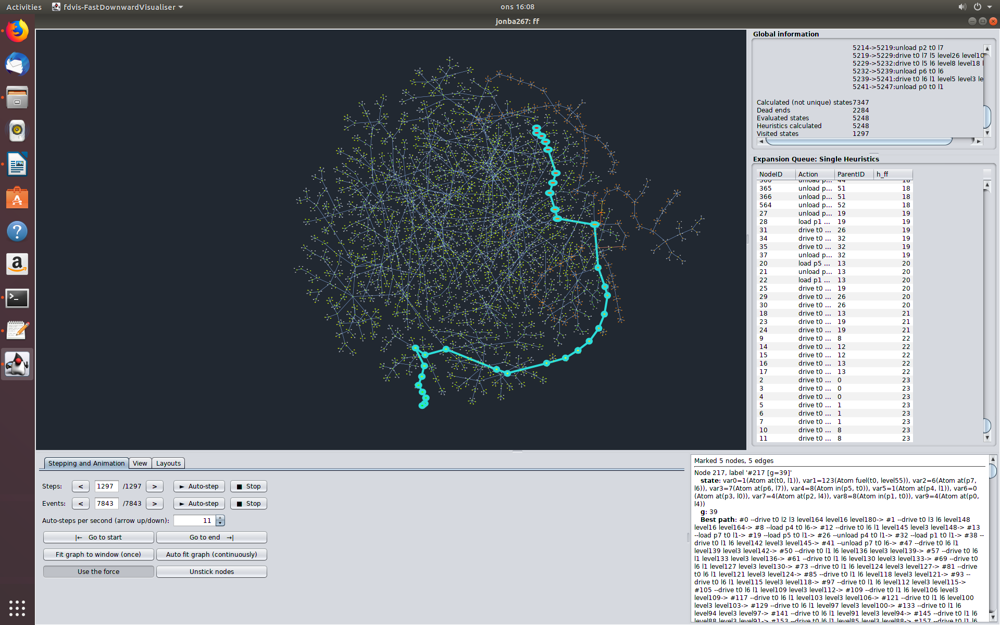 Activities
fdvis-FastDownwardVisualiser
ons 16:08
jonba267: ff
Global information
5214->5219:unload p2 t0 l7
5219->5229:drive t0 l7 l5 level26 level10
5229->5232:drive t0 l5 l6 level8 level18 l
5232->5239:unload p6 t0 l6
5239->5241:drive t0 l6 l1 level5 level3 le
5241->5247:unload p0 t0 l1
Calculated (not unique) states7347
Dead ends 2284
Evaluated states 5248
Heuristics calculated 5248
Visited states 1297
Expansion Queue: Single Heuristics
NodeID Action ParentID h_ff
360 unload p... 44 18
365 unload p... 51 18
366 unload p... 51 18
564 unload p... 52 18
27 unload p... 19 19
28 load p1 ... 19 19
31 drive t0 ... 26 19
34 drive t0 ... 32 19
35 drive t0 ... 32 19
37 unload p... 32 19
20 load p5 ... 13 20
21 unload p... 13 20
22 load p1 ... 13 20
25 drive t0 ... 19 20
29 drive t0 ... 26 20
30 drive t0 ... 26 20
18 drive t0 ... 13 21
23 drive t0 ... 19 21
24 drive t0 ... 19 21
9 drive t0 ... 8 22
14 drive t0 ... 12 22
15 drive t0 ... 12 22
16 drive t0 ... 13 22
17 drive t0 ... 13 22
2 drive t0 ... 0 23
3 drive t0 ... 0 23
4 drive t0 ... 0 23
5 drive t0 ... 1 23
6 drive t0 ... 1 23
7 drive t0 ... 1 23
10 drive t0 ... 8 23
11 drive t0 ... 8 23
Stepping and Animation View Layouts
Steps: < 1297 /1297 > Auto-step Stop
Events: < 7843 /7843 > Auto-step Stop
Auto-steps per second (arrow up/down): 11
|← Go to start Go to end →|
Fit graph to window (once) Auto fit graph (continuously)
Use the force Unstick nodes
Marked 5 nodes, 5 edges
Node 217, label '#217 [g=39]'
state: var0=1(Atom at(t0, l1)), var1=123(Atom fuel(t0, level55)), var2=6(Atom at(p7,
l6)), var3=7(Atom at(p6, l7)), var4=8(Atom in(p5, t0)), var5=1(Atom at(p4, l1)), var6=0
(Atom at(p3, l0)), var7=4(Atom at(p2, l4)), var8=8(Atom in(p1, t0)), var9=4(Atom at(p0,
l4))
g: 39
Best path: #0 --drive t0 l2 l3 level164 level16 level180-> #1 --drive t0 l3 l6 level148
level16 level164-> #8 --load p4 t0 l6-> #12 --drive t0 l6 l1 level145 level3 level148-> #13
--load p7 t0 l1-> #19 --load p5 t0 l1-> #26 --unload p4 t0 l1-> #32 --load p1 t0 l1-> #38 --
drive t0 l1 l6 level142 level3 level145-> #41 --unload p7 t0 l6-> #47 --drive t0 l6 l1
level139 level3 level142-> #50 --drive t0 l1 l6 level136 level3 level139-> #57 --drive t0 l6
l1 level133 level3 level136-> #61 --drive t0 l1 l6 level130 level3 level133-> #69 --drive t0
l6 l1 level127 level3 level130-> #73 --drive t0 l1 l6 level124 level3 level127-> #81 --drive
t0 l6 l1 level121 level3 level124-> #85 --drive t0 l1 l6 level118 level3 level121-> #93 --
drive t0 l6 l1 level115 level3 level118-> #97 --drive t0 l1 l6 level112 level3 level115->
#105 --drive t0 l6 l1 level109 level3 level112-> #109 --drive t0 l1 l6 level106 level3
level109-> #117 --drive t0 l6 l1 level103 level3 level106-> #121 --drive t0 l1 l6 level100
level3 level103-> #129 --drive t0 l6 l1 level97 level3 level100-> #133 --drive t0 l1 l6
level94 level3 level97-> #141 --drive t0 l6 l1 level91 level3 level94-> #145 --drive t0 l1 l6
level88 level3 level91-> #153 --drive t0 l6 l1 level85 level3 level88-> #157 --drive t0 l1 l6